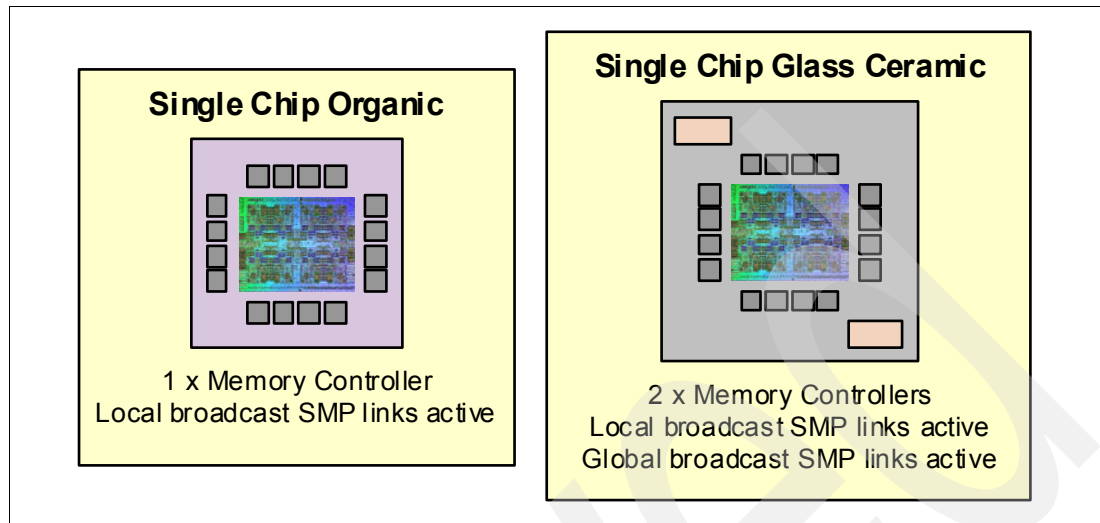 Single Chip Organic
1 x Memory Controller
Local broadcast SMP links active
Single Chip Glass Ceramic
2 x Memory Controllers
Local broadcast SMP links active
Global broadcast SMP links active